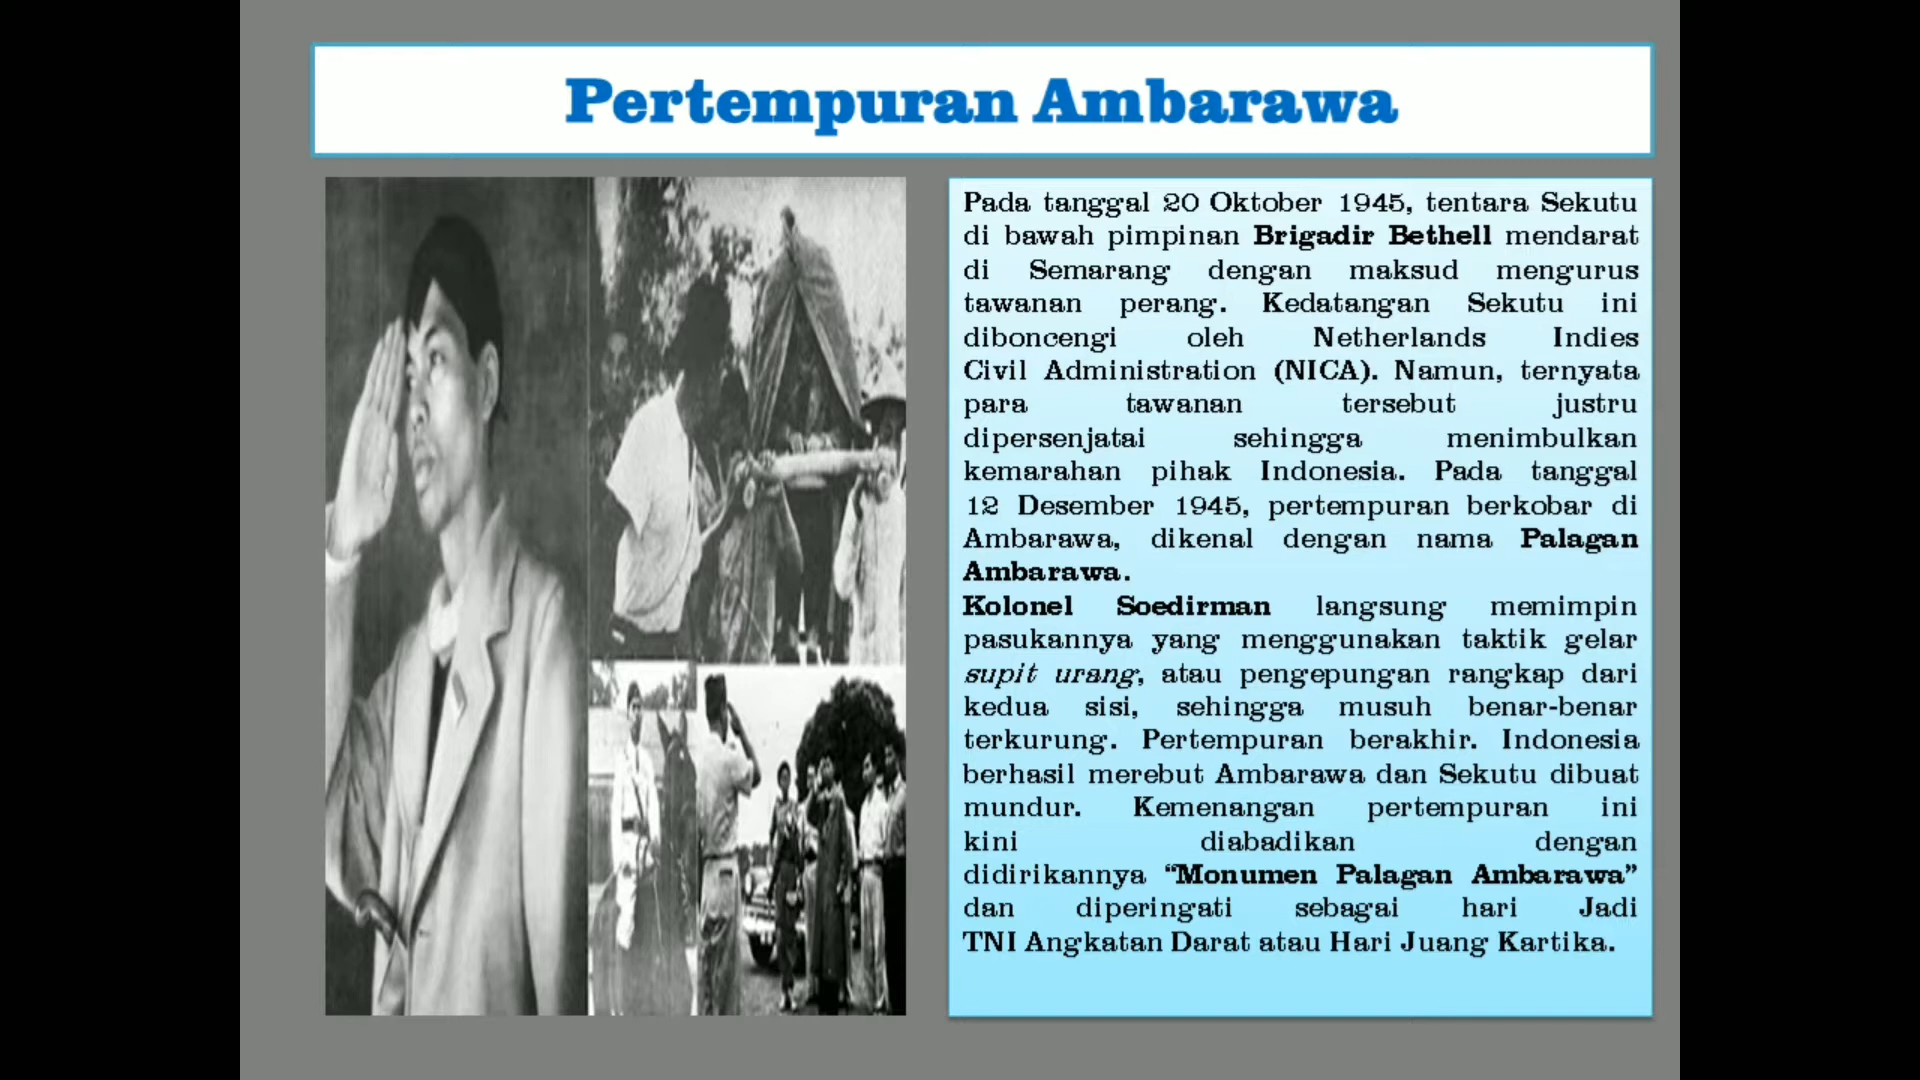 Pertempuran Ambarawa
Pada tanggal 20 Oktober 1945, tentara Sekutu
di bawah pimpinan Brigadir Bethell mendarat
di Semarang dengan maksud mengurus
tawanan perang. Kedatangan Sekutu ini
diboncengi oleh Netherlands Indies
Civil Administration (NICA). Namun, ternyata
para tawanan tersebut justru
dipersenjatai sehingga menimbulkan
kemarahan pihak Indonesia. Pada tanggal
12 Desember 1945, pertempuran berkobar di
Ambarawa, dikenal dengan nama Palagan
Ambarawa.
Kolonel Soedirman langsung memimpin
pasukannya yang menggunakan taktik gelar
supit urang, atau pengepungan rangkap dari
kedua sisi, sehingga musuh benar-benar
terkurung. Pertempuran berakhir. Indonesia
berhasil merebut Ambarawa dan Sekutu dibuat
mundur. Kemenangan pertempuran ini
kini diabadikan dengan
didirikannya “Monumen Palagan Ambarawa”
dan diperingati sebagai hari Jadi
TNI Angkatan Darat atau Hari Juang Kartika.